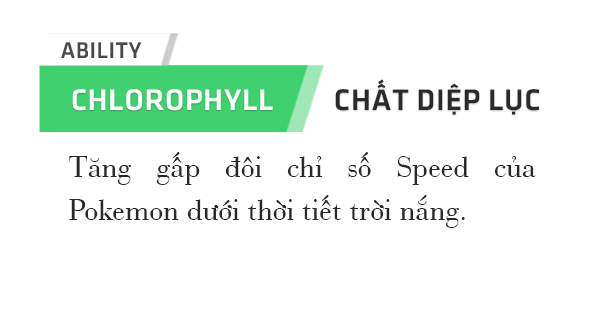 ABILITY
CHLOROPHYLL CHẤT DIỆP LỤC
Tăng gấp đôi chỉ số Speed của
Pokemon dưới thời tiết trời nắng.